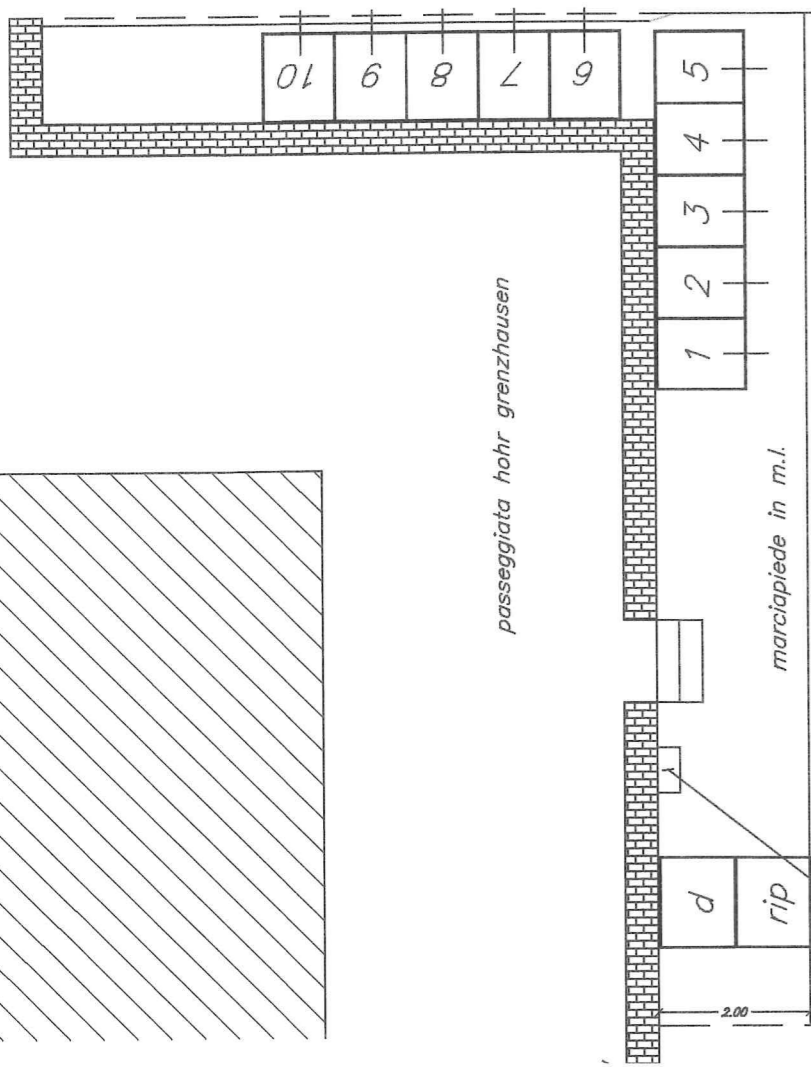 10
9
8
7
6
5
4
3
2
1
passeggiata hohr grenzhausen
marciapiede in m.l.
d
rip
2.00